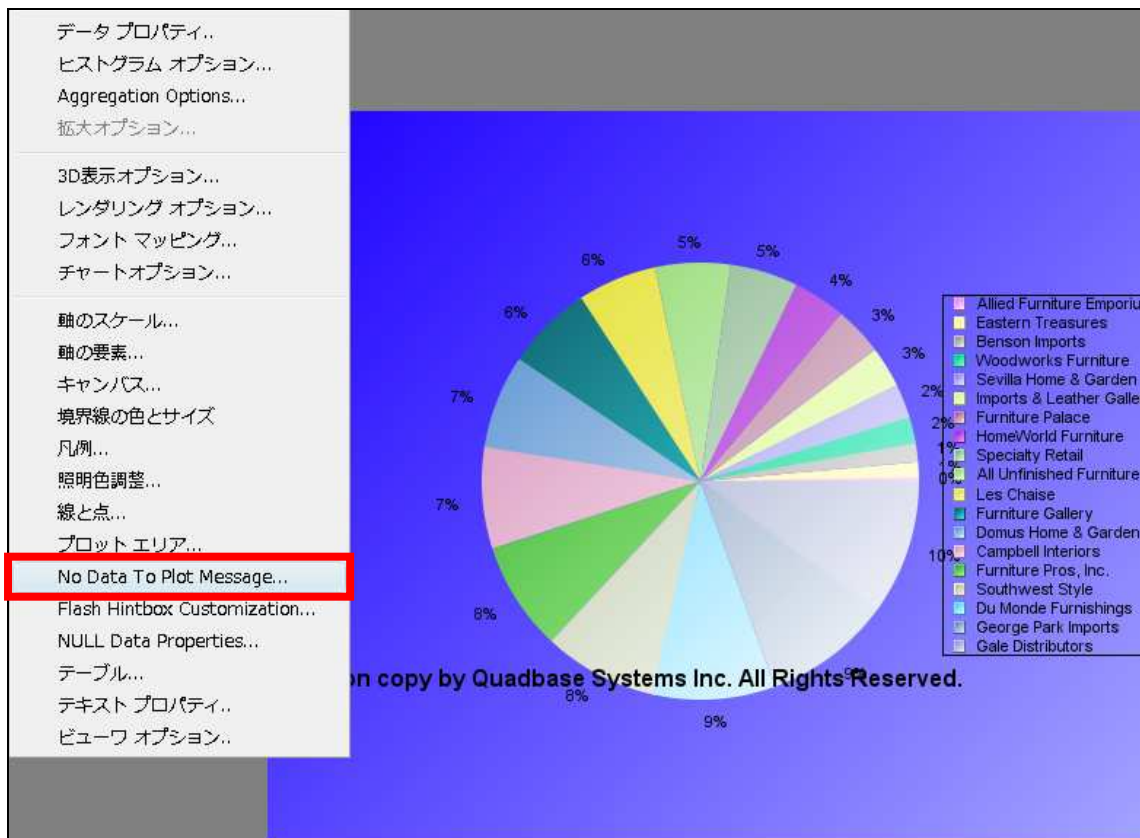 データ プロパティ..
ヒストグラム オプション...
Aggregation Options...
拡大オプション...
3D表示オプション...
レンダリング オプション...
フォント マッピング...
チャートオプション...
軸のスケール...
軸の要素...
キャンバス...
境界線の色とサイズ
凡例...
照明色調整...
線と点...
プロット エリア...
No Data To Plot Message...
Flash Hintbox Customization...
NULL Data Properties...
テーブル...
テキスト プロパティ..
ビューワ オプション..
5%
5%
6%
4%
6%
3%
3%
7%
2%
2%
1%
0%
7%
10%
8%
9%
8%
9%
Allied Furniture Emporiu
Eastern Treasures
Benson Imports
Woodworks Furniture
Sevilla Home & Garden
Imports & Leather Galle
Furniture Palace
HomeWorld Furniture
Specialty Retail
All Unfinished Furniture
Les Chaise
Furniture Gallery
Domus Home & Garden
Campbell Interiors
Furniture Pros, Inc.
Southwest Style
Du Monde Furnishings
George Park Imports
Gale Distributors
n copy by Quadbase Systems Inc. All Rights Reserved.